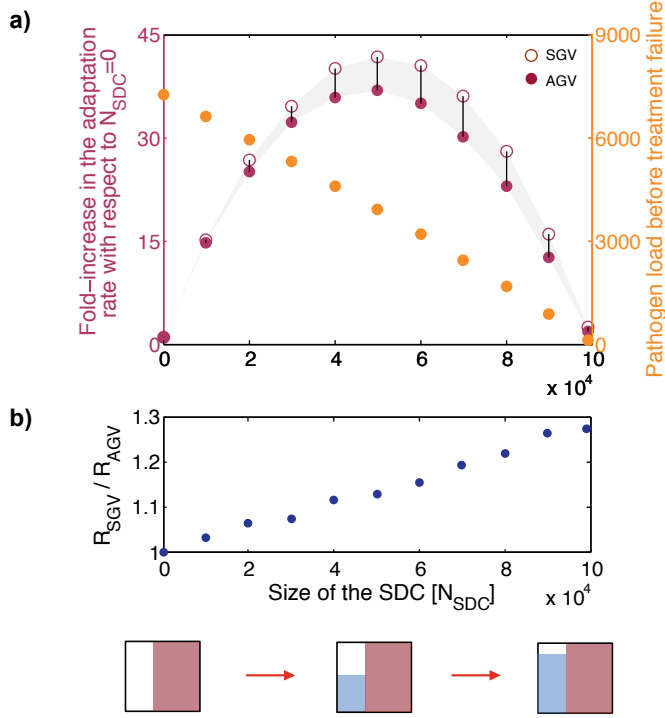 a)
Fold-increase in the adaptation
rate with respect to N_SDC=0
45
30
15
0
SGV
AGV
9000
6000
3000
0
Pathogen load before treatment failure
0
2
4
6
8
10
x 10^4
b)
R_SGV / R_AGV
1.3
1.2
1.1
1
0
2
4
6
8
10
Size of the SDC [N_SDC]
x 10^4